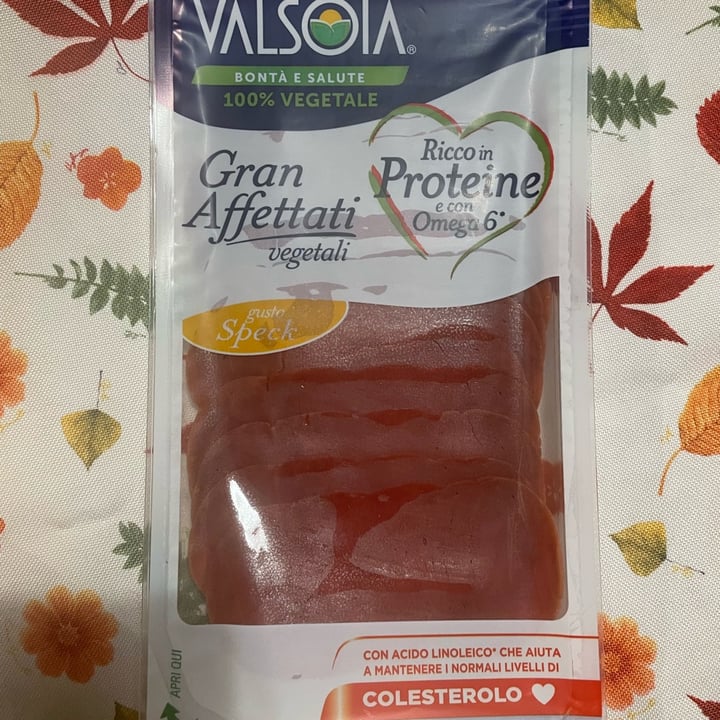 VALSOIA®
BONTÀ E SALUTE
100% VEGETALE
Gran
Affettati
vegetali
Ricco in
Proteine
e con
Omega 6*
gusto
Speck
CON ACIDO LINOLEICO* CHE AIUTA
A MANTENERE I NORMALI LIVELLI DI
COLESTEROLO
APRI QUI